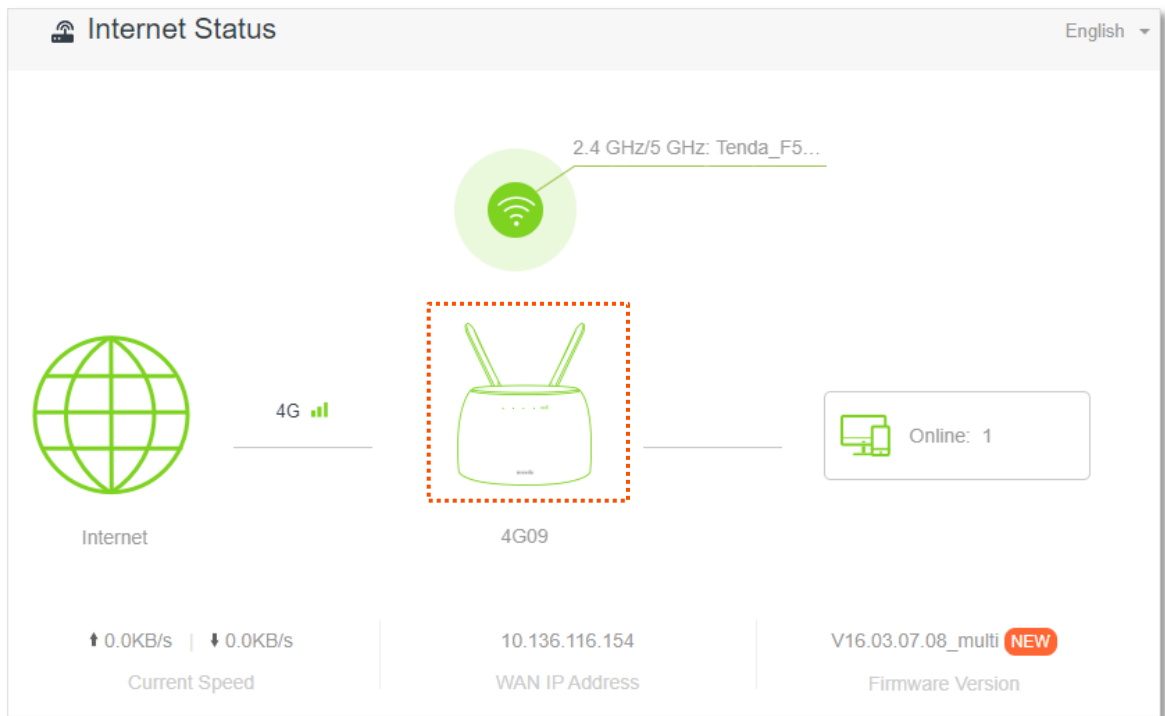 Internet Status
English
2.4 GHz/5 GHz: Tenda_F5...
4G
Online: 1
Internet
4G09
0.0KB/s | 0.0KB/s
Current Speed
10.136.116.154
WAN IP Address
V16.03.07.08_multi NEW
Firmware Version